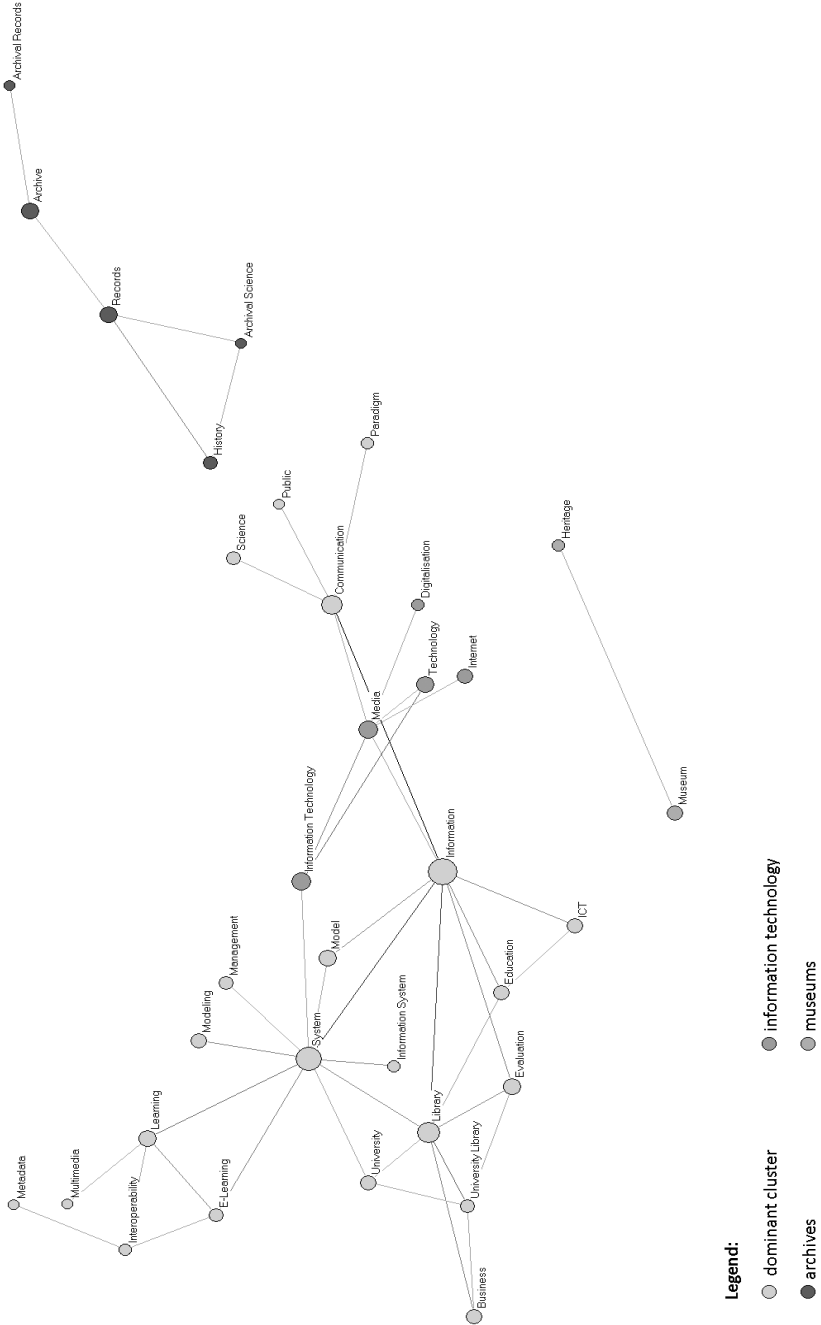 Archival Records
Archive
Records
Archival Science
History
Paradigm
Public
Science
Communication
Heritage
Digitalisation
Technology
Internet
Media
Museum
Information Technology
Information
ICT
Model
Management
Education
Information System
Modeling
System
Evaluation
Learning
Library
University
University Library
Metadata
Multimedia
Interoperability
E-Learning
Business
Legend:
dominant cluster
information technology
archives
museums